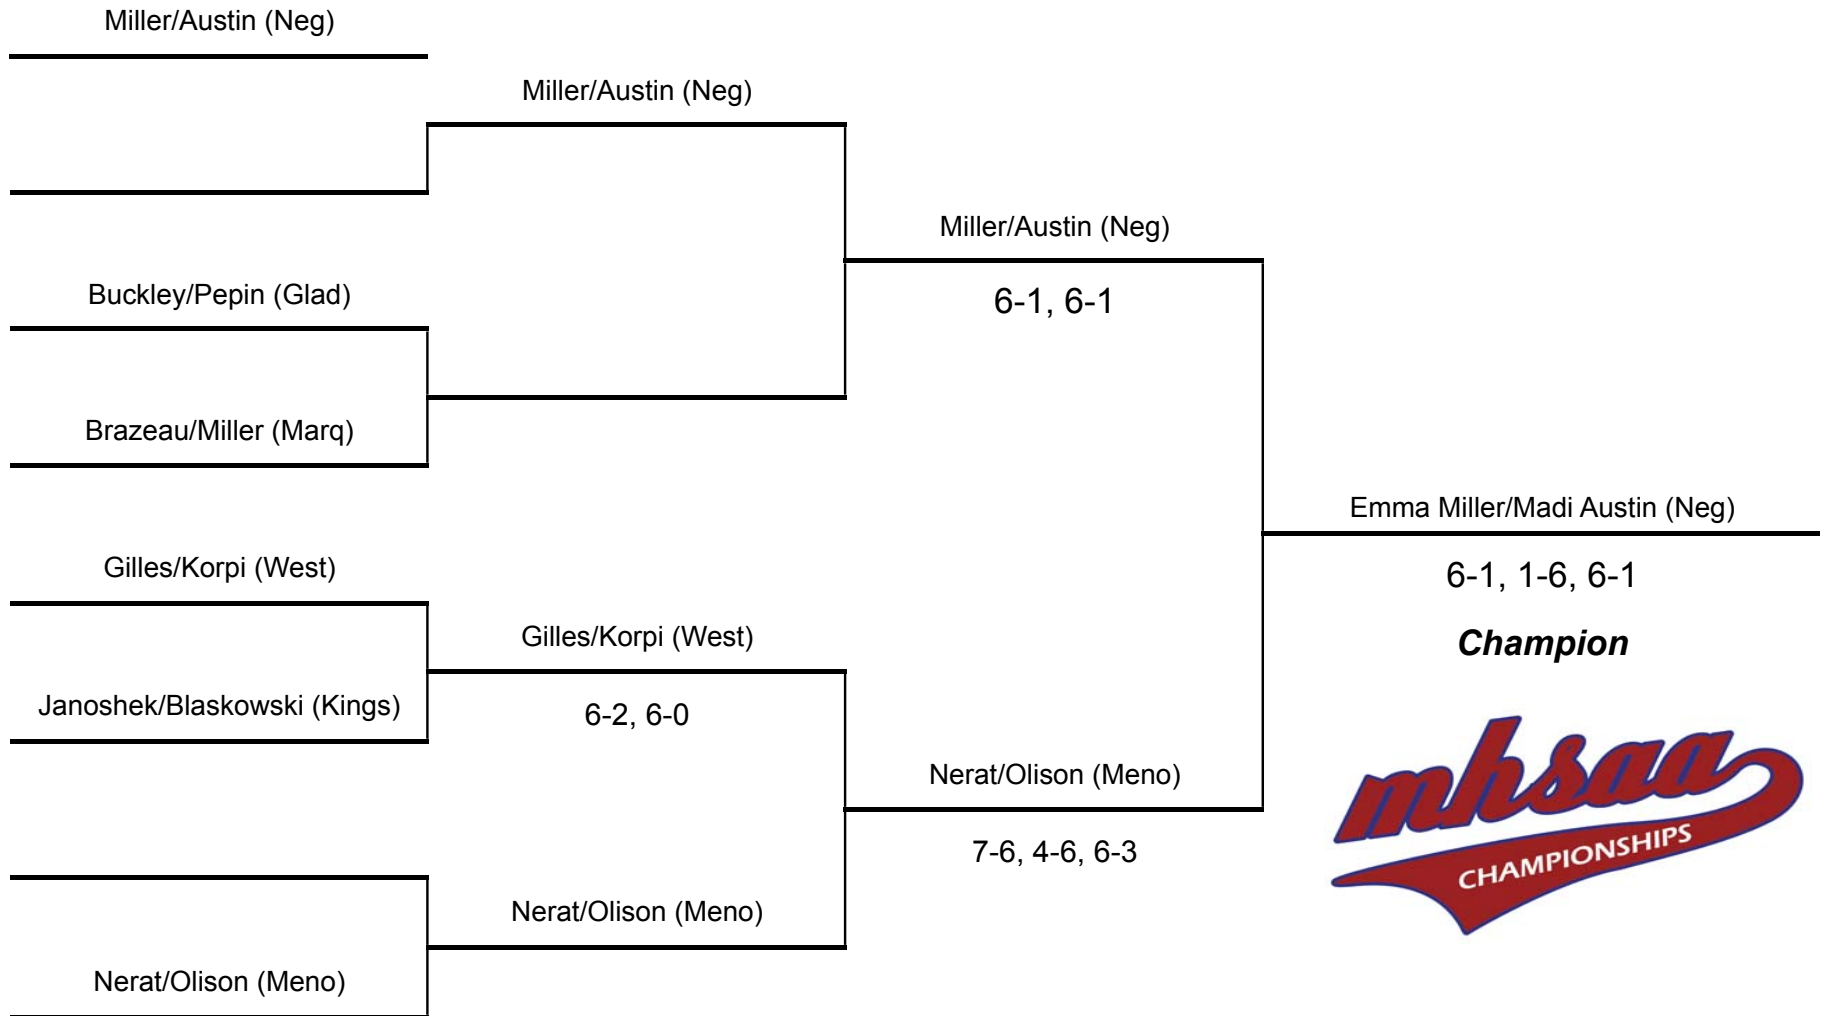 Miller/Austin (Neg)
Miller/Austin (Neg)
Miller/Austin (Neg)
6-1, 6-1
Buckley/Pepin (Glad)
Brazeau/Miller (Marq)
Emma Miller/Madi Austin (Neg)
6-1, 1-6, 6-1
Champion
Gilles/Korpi (West)
Gilles/Korpi (West)
6-2, 6-0
Janoshek/Blaskowski (Kings)
Nerat/Olison (Meno)
7-6, 4-6, 6-3
Nerat/Olison (Meno)
Nerat/Olison (Meno)
mhsaa
CHAMPIONSHIPS